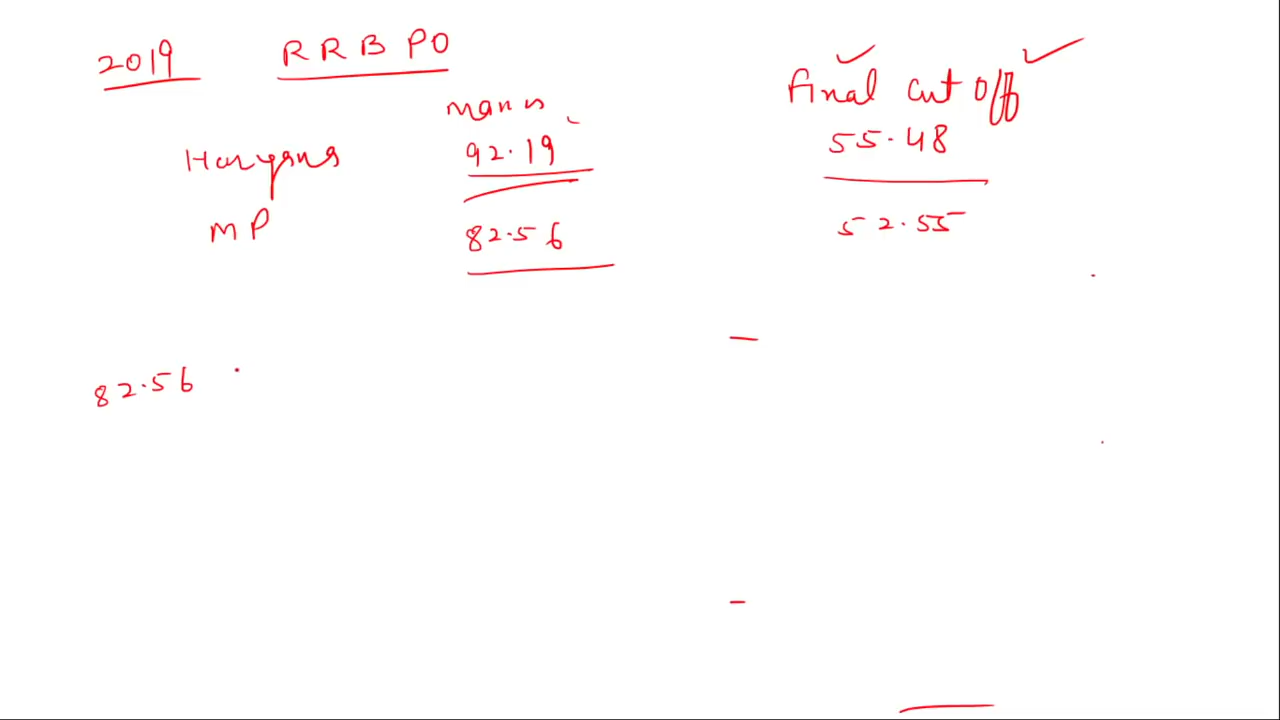 2019 RRB PO
Final Cut Off
Mains
Haryana 92.19 55.48
MP 82.56 52.55
82.56